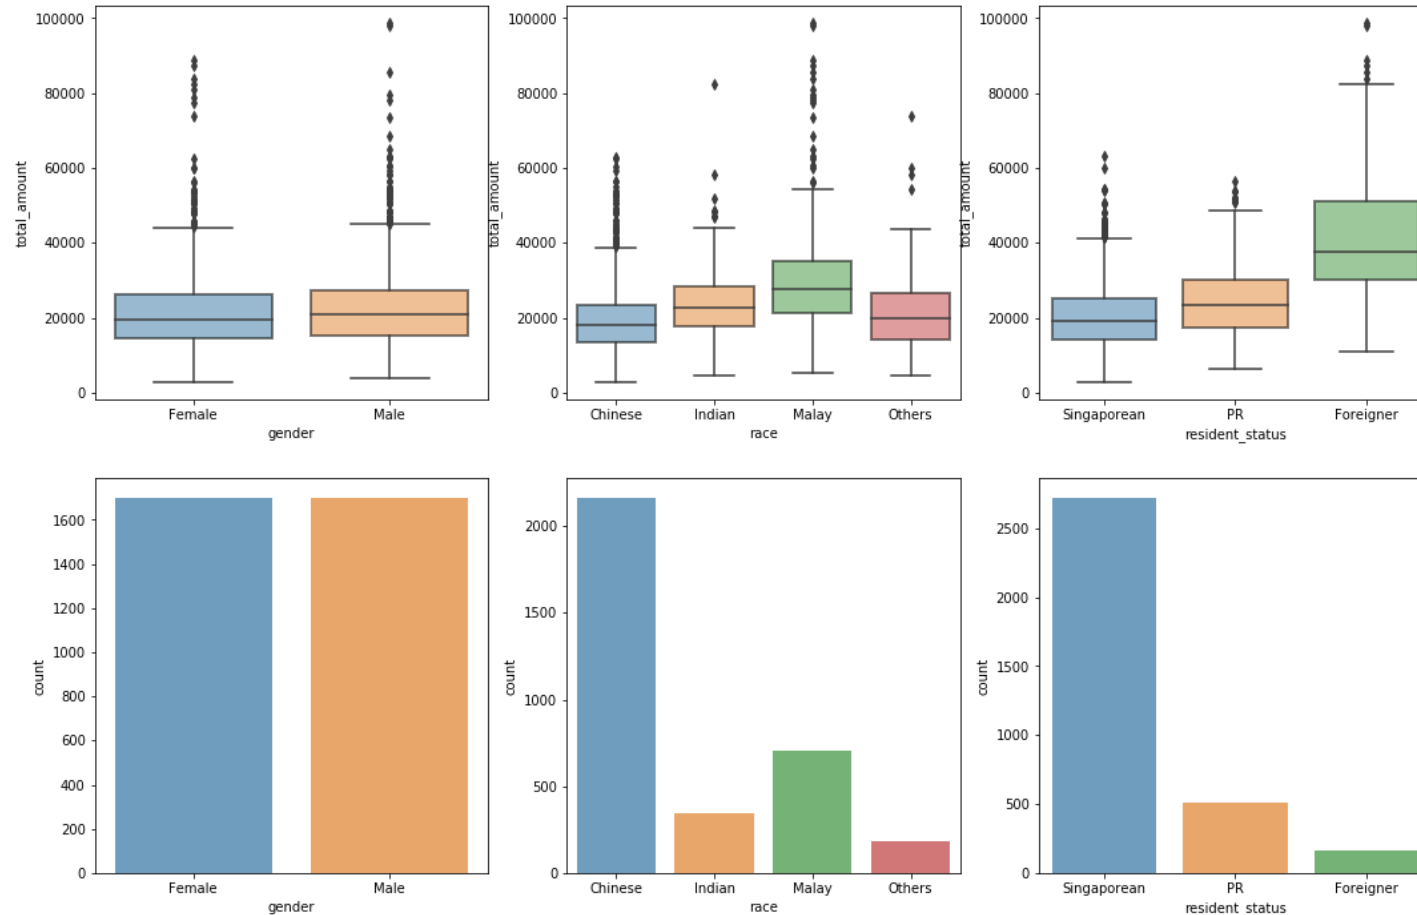 100000
80000
60000
40000
20000
0
total_amount
Female
Male
gender
100000
80000
60000
40000
20000
0
total_amount
Chinese
Indian
Malay
Others
race
100000
80000
60000
40000
20000
0
total_amount
Singaporean
PR
Foreigner
resident_status
1600
1400
1200
1000
800
600
400
200
0
count
Female
Male
gender
2000
1500
1000
500
0
count
Chinese
Indian
Malay
Others
race
2500
2000
1500
1000
500
0
count
Singaporean
PR
Foreigner
resident_status